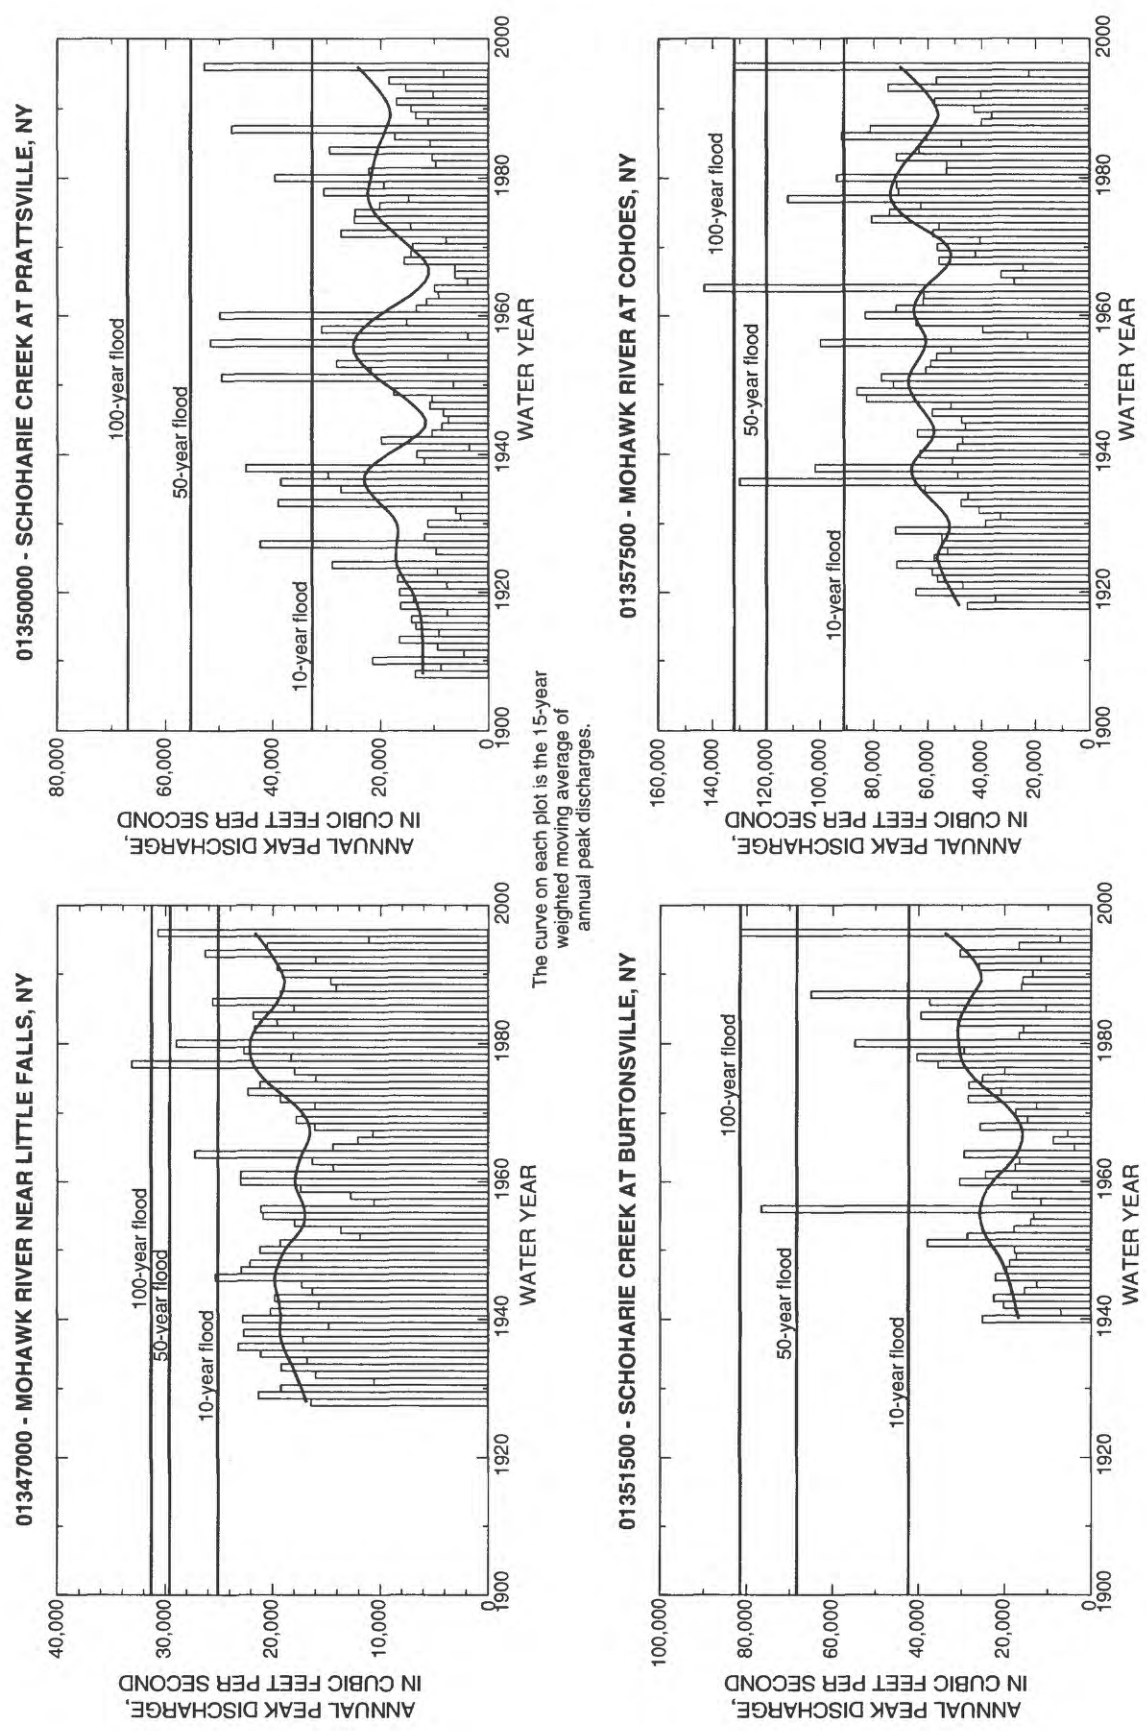 01347000 - MOHAWK RIVER NEAR LITTLE FALLS, NY
ANNUAL PEAK DISCHARGE,
IN CUBIC FEET PER SECOND
40,000
30,000
20,000
10,000
0
100-year flood
50-year flood
10-year flood
1900
1920
1940
1960
1980
2000
WATER YEAR
01350000 - SCHOHARIE CREEK AT PRATTSVILLE, NY
ANNUAL PEAK DISCHARGE,
IN CUBIC FEET PER SECOND
80,000
60,000
40,000
20,000
0
100-year flood
50-year flood
10-year flood
1900
1920
1940
1960
1980
2000
WATER YEAR
The curve on each plot is the 15-year
weighted moving average of
annual peak discharges.
01351500 - SCHOHARIE CREEK AT BURTONSVILLE, NY
ANNUAL PEAK DISCHARGE,
IN CUBIC FEET PER SECOND
100,000
80,000
60,000
40,000
20,000
0
100-year flood
50-year flood
10-year flood
1900
1920
1940
1960
1980
2000
WATER YEAR
01357500 - MOHAWK RIVER AT COHOES, NY
ANNUAL PEAK DISCHARGE,
IN CUBIC FEET PER SECOND
160,000
140,000
120,000
100,000
80,000
60,000
40,000
20,000
0
100-year flood
50-year flood
10-year flood
1900
1920
1940
1960
1980
2000
WATER YEAR